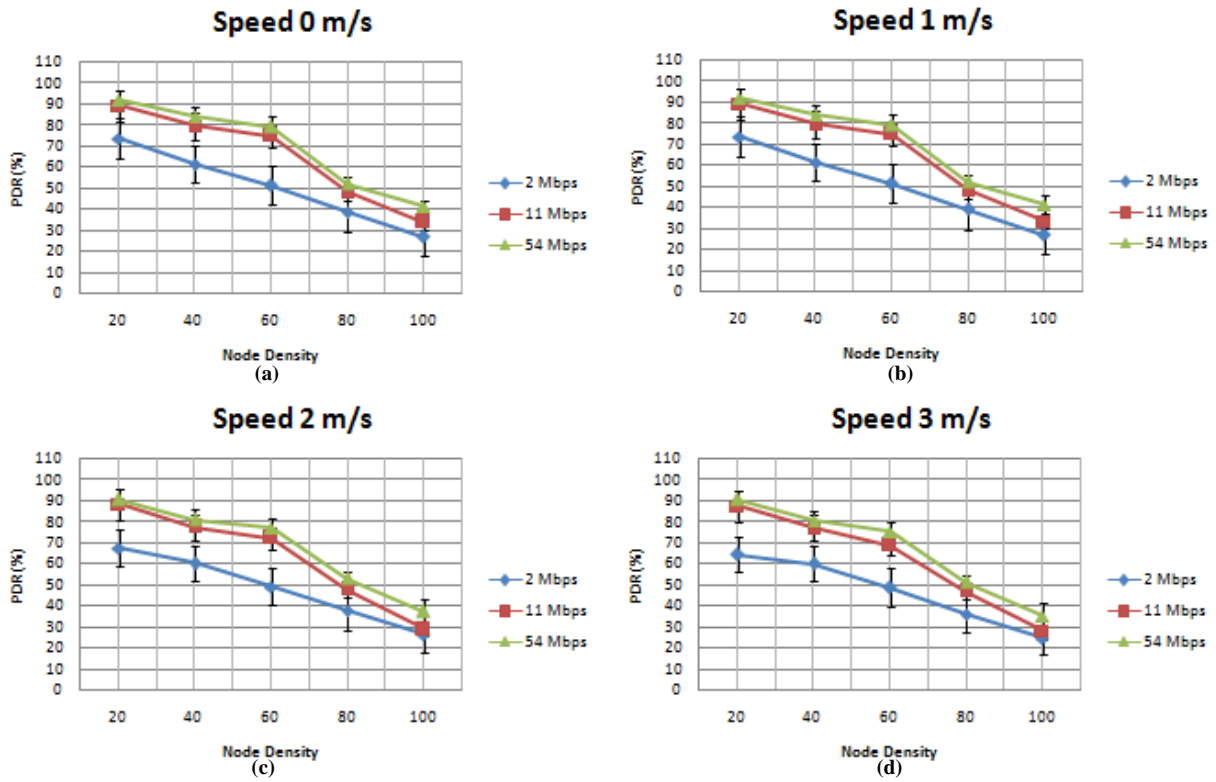 Speed 0 m/s
110
100
90
80
70
60
50
40
30
20
10
0
PDR(%)
20 40 60 80 100
Node Density
2 Mbps
11 Mbps
54 Mbps
(a)
Speed 1 m/s
110
100
90
80
70
60
50
40
30
20
10
0
PDR(%)
20 40 60 80 100
Node Density
2 Mbps
11 Mbps
54 Mbps
(b)
Speed 2 m/s
110
100
90
80
70
60
50
40
30
20
10
0
PDR(%)
20 40 60 80 100
Node Density
2 Mbps
11 Mbps
54 Mbps
(c)
Speed 3 m/s
110
100
90
80
70
60
50
40
30
20
10
0
PDR(%)
20 40 60 80 100
Node Density
2 Mbps
11 Mbps
54 Mbps
(d)